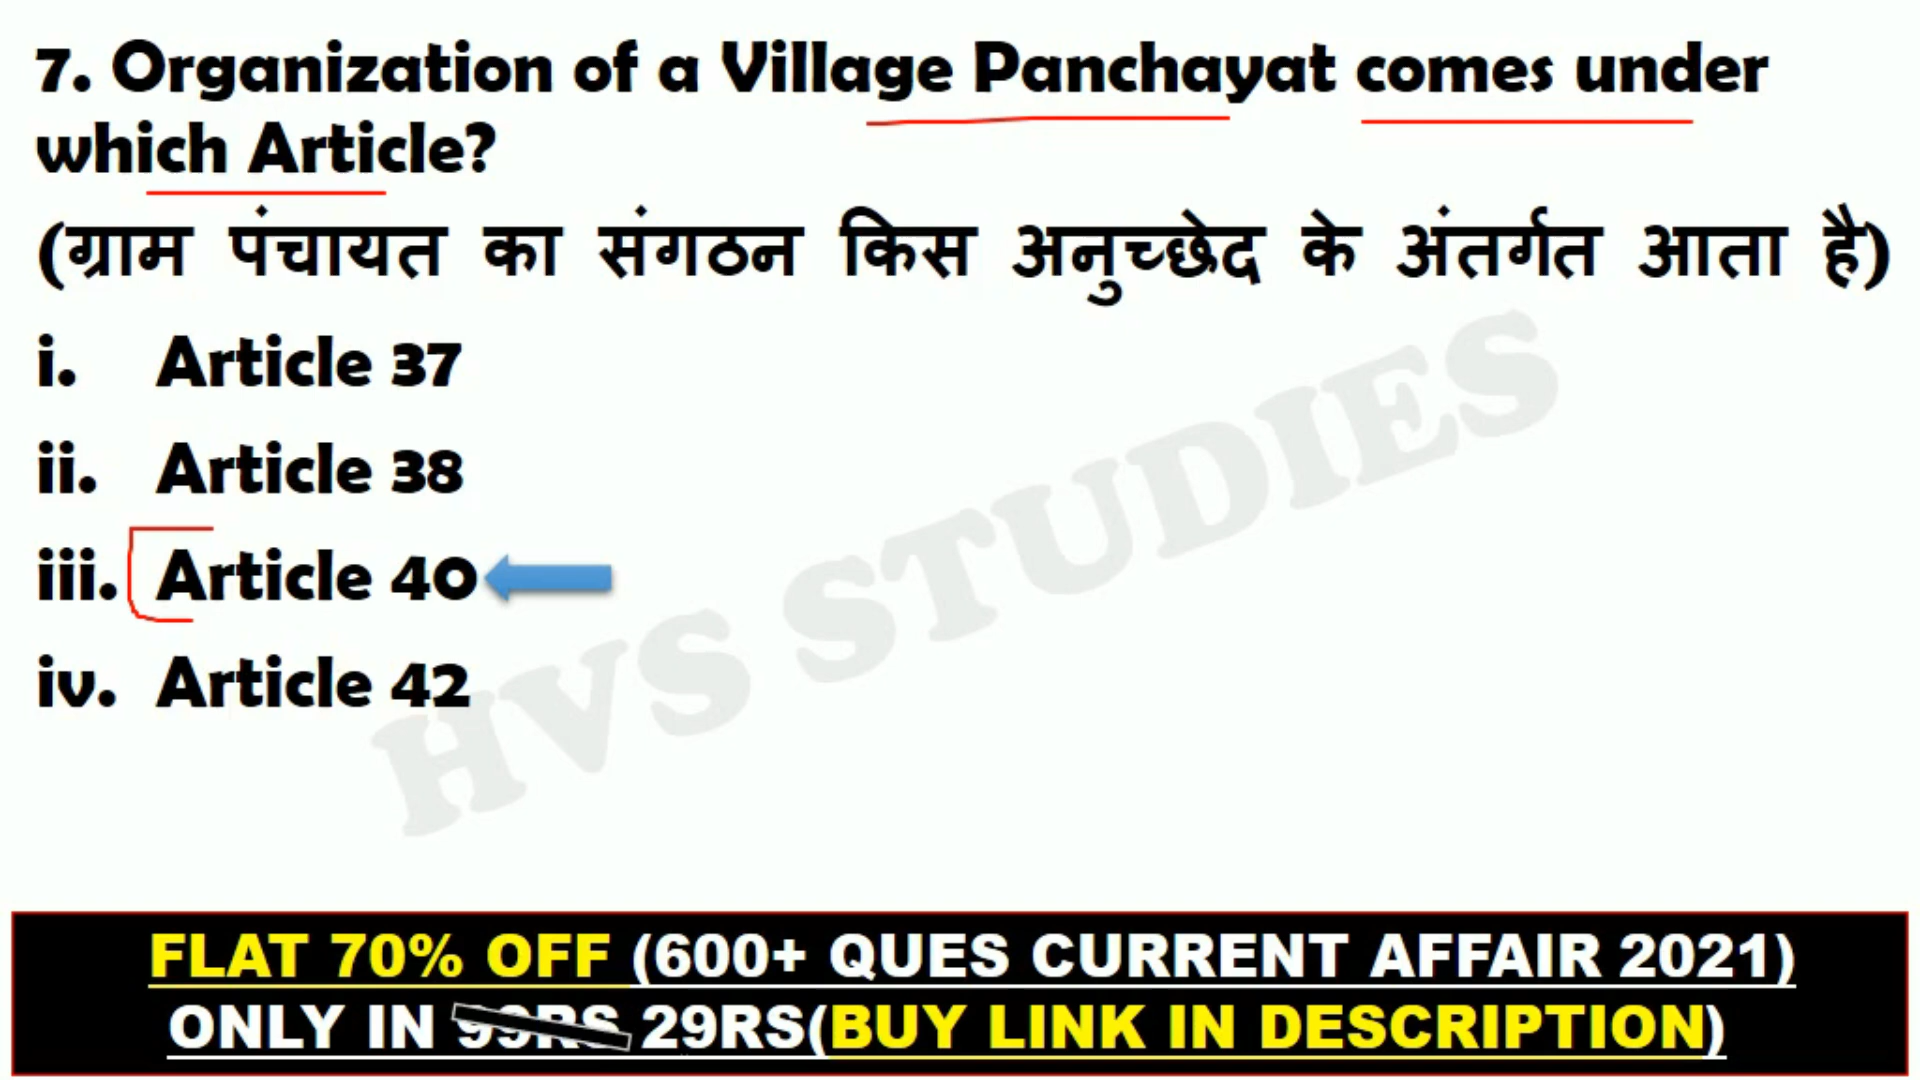 7. Organization of a Village Panchayat comes under
which Article?
(ग्राम पंचायत का संगठन किस अनुच्छेद के अंतर्गत आता है)
i. Article 37
ii. Article 38
iii. Article 40
iv. Article 42
HVS STUDIES
FLAT 70% OFF (600+ QUES CURRENT AFFAIR 2021)
ONLY IN 99RS 29RS(BUY LINK IN DESCRIPTION)